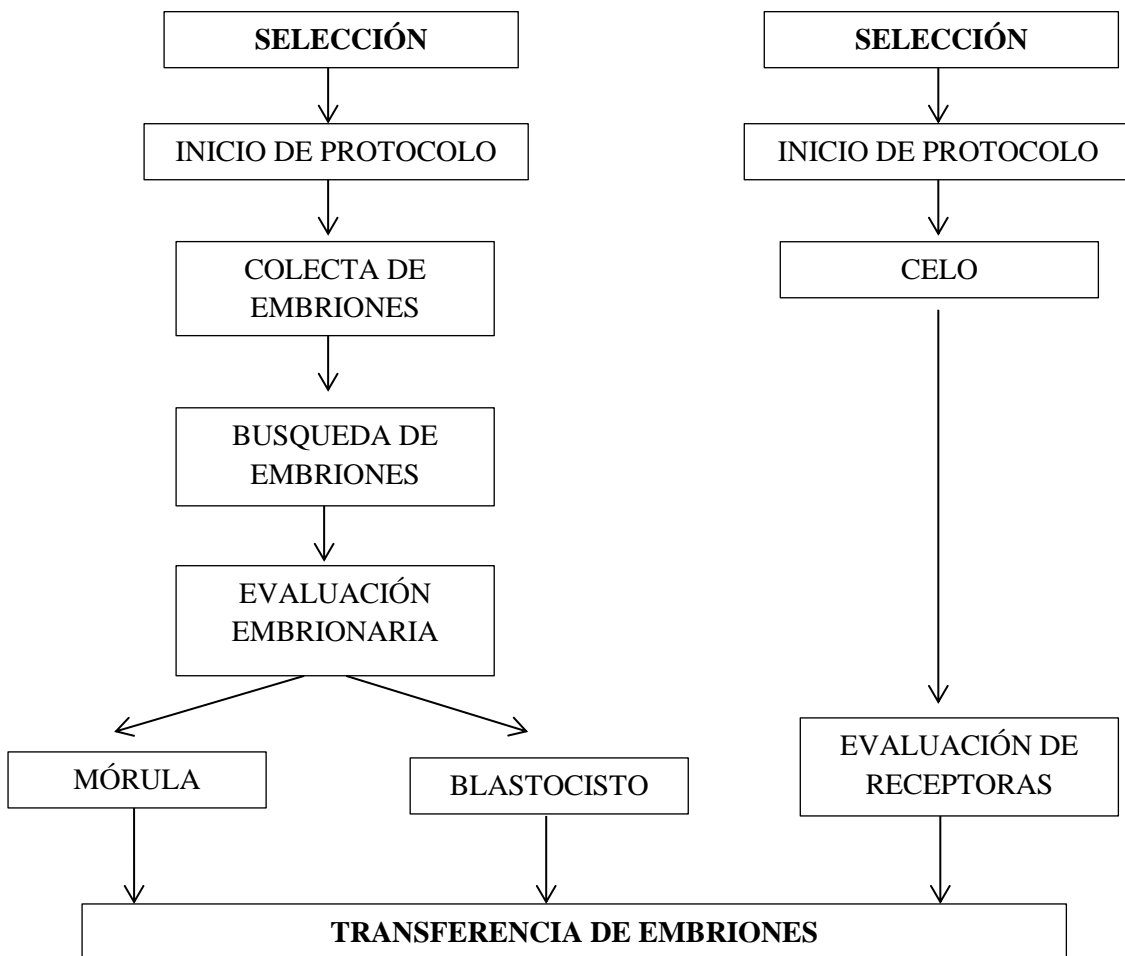 SELECCIÓN
INICIO DE PROTOCOLO
COLECTA DE
EMBRIONES
BUSQUEDA DE
EMBRIONES
EVALUACIÓN
EMBRIONARIA
MÓRULA
BLASTOCISTO
SELECCIÓN
INICIO DE PROTOCOLO
CELO
EVALUACIÓN DE
RECEPTORAS
TRANSFERENCIA DE EMBRIONES